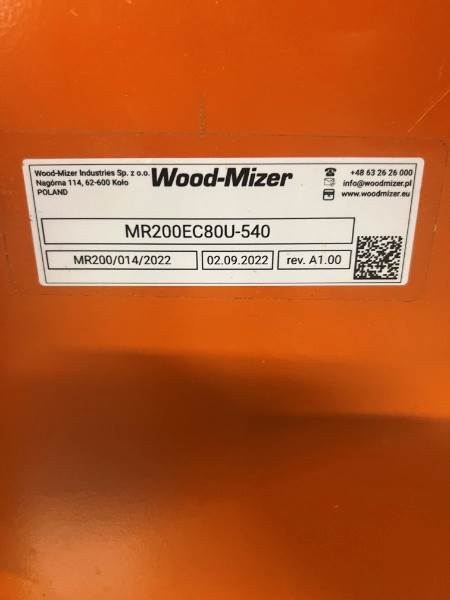 Wood-Mizer Industries Sp. z o.o.
Nagórna 114, 62-600 Koło
POLAND
Wood-Mizer
+48 63 26 26 000
info@woodmizer.pl
www.woodmizer.eu
MR200EC80U-540
MR200/014/2022
02.09.2022
rev. A1.00